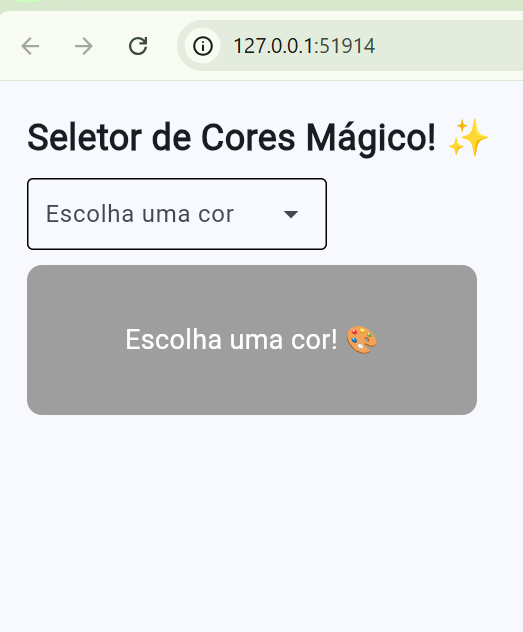 127.0.0.1:51914
Seletor de Cores Mágico! ✨
Escolha uma cor
Escolha uma cor! 🎨